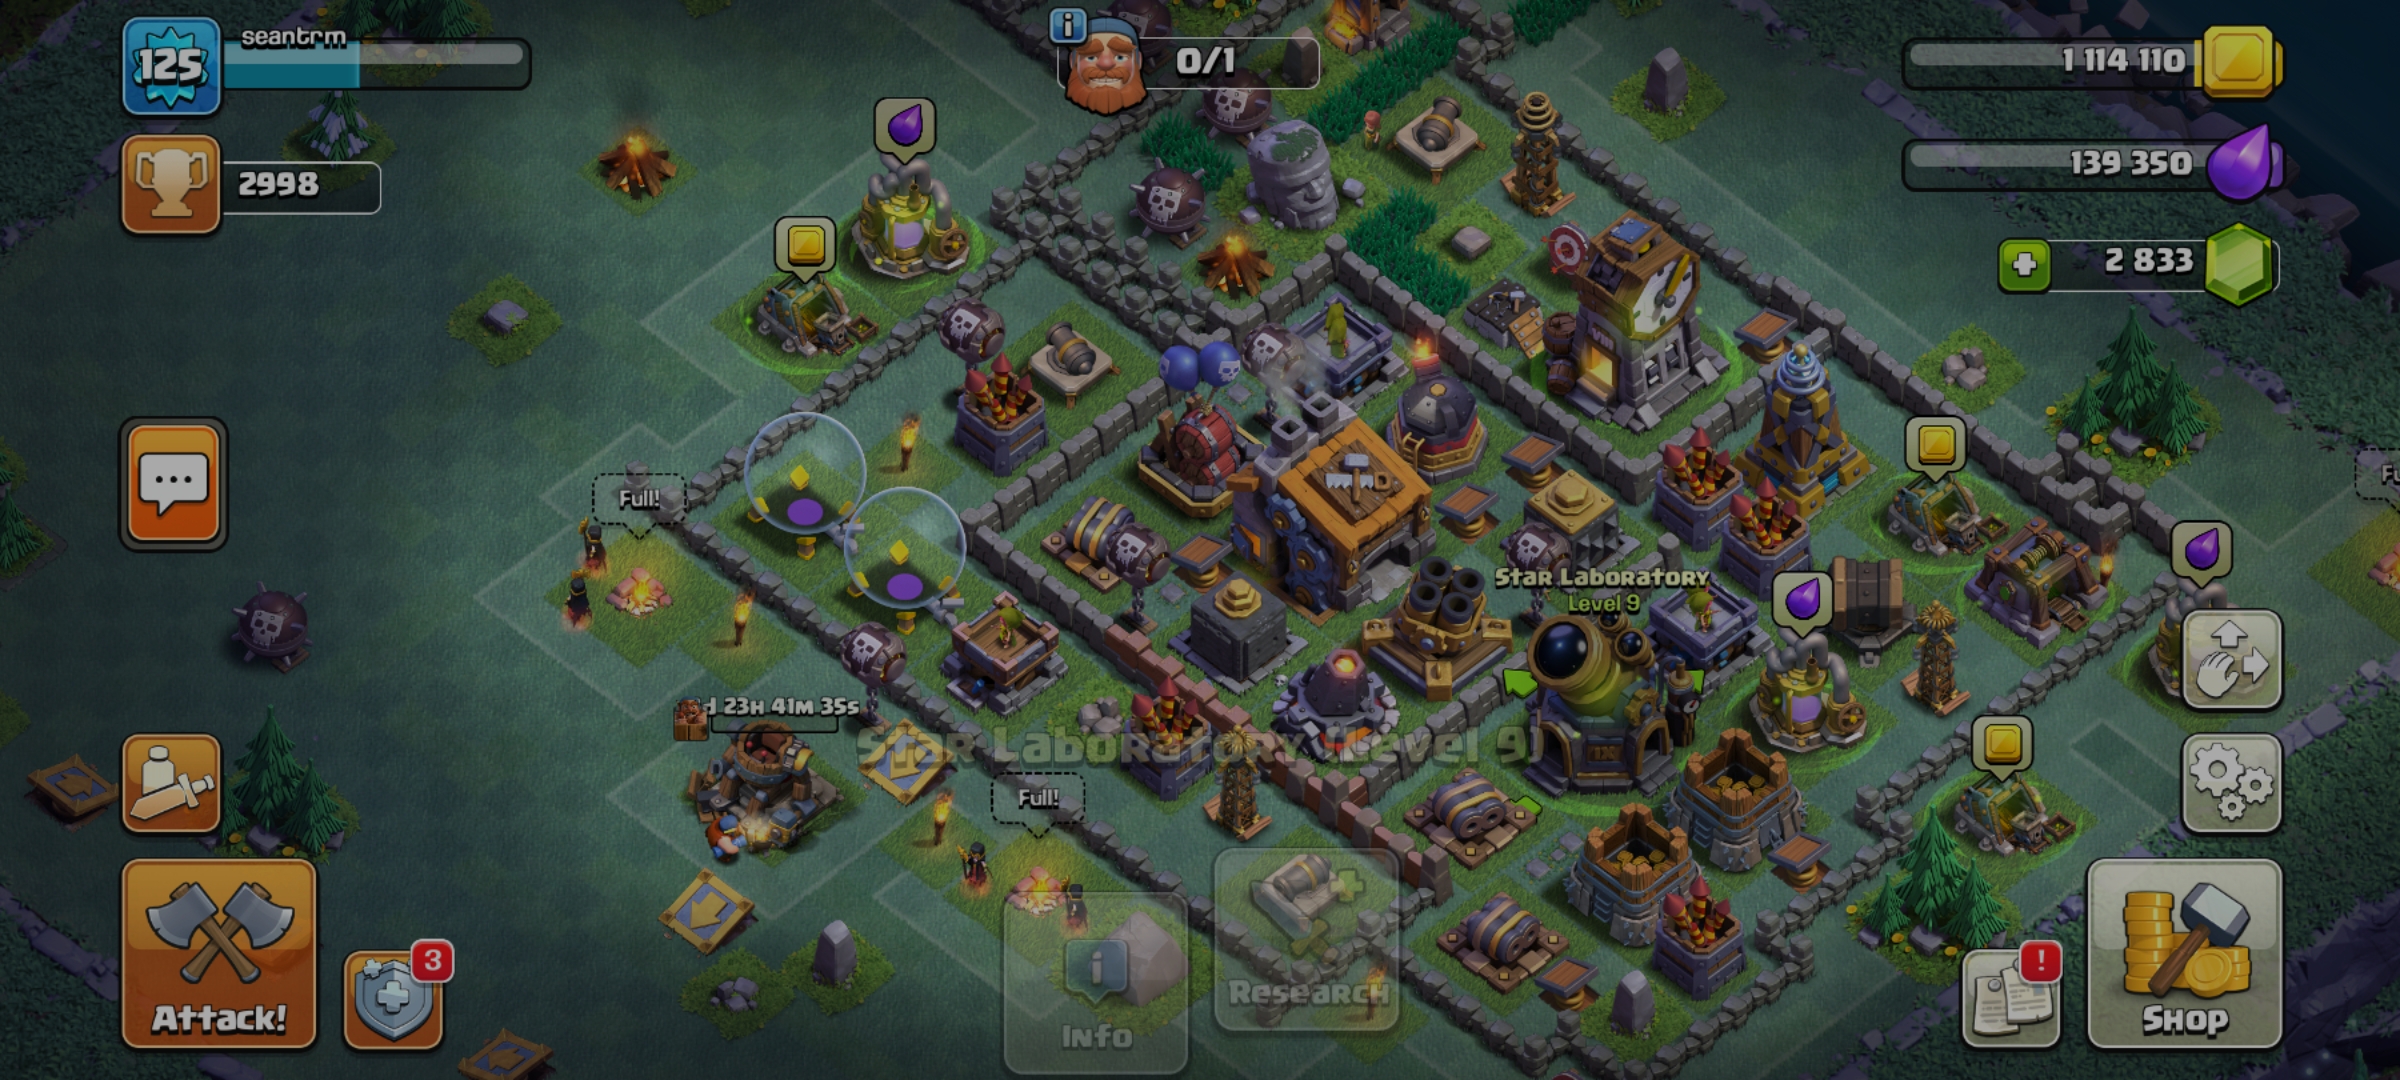 125
seantrm
0/1
1 114 110
2998
139 350
2 833
Full!
Star Laboratory
Level 9
d 23H 41M 35s
Star Laboratory (Level 9)
Full!
Attack!
3
Info
Research
!
Shop